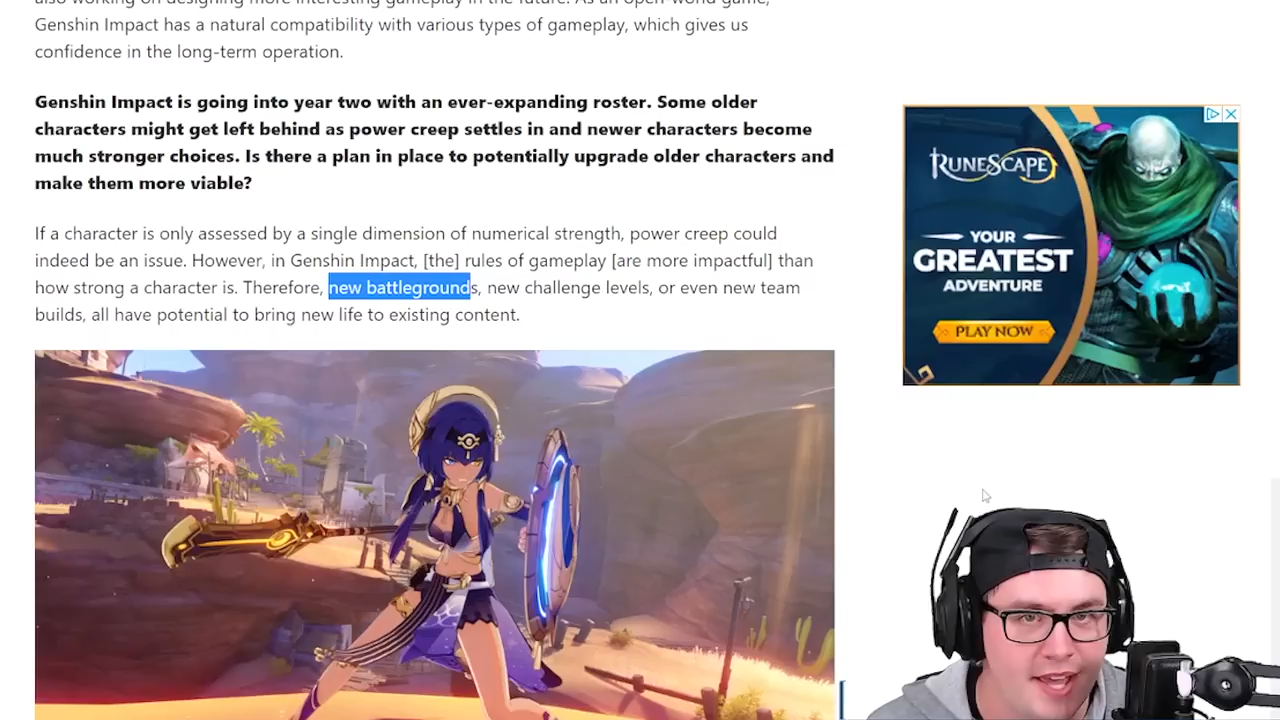 also working on designing more interesting gameplay in the future. As an open-world game,
Genshin Impact has a natural compatibility with various types of gameplay, which gives us
confidence in the long-term operation.
Genshin Impact is going into year two with an ever-expanding roster. Some older
characters might get left behind as power creep settles in and newer characters become
much stronger choices. Is there a plan in place to potentially upgrade older characters and
make them more viable?
If a character is only assessed by a single dimension of numerical strength, power creep could
indeed be an issue. However, in Genshin Impact, [the] rules of gameplay [are more impactful] than
how strong a character is. Therefore, new battlegrounds, new challenge levels, or even new team
builds, all have potential to bring new life to existing content.
RUNESCAPE
YOUR
GREATEST
ADVENTURE
PLAY NOW